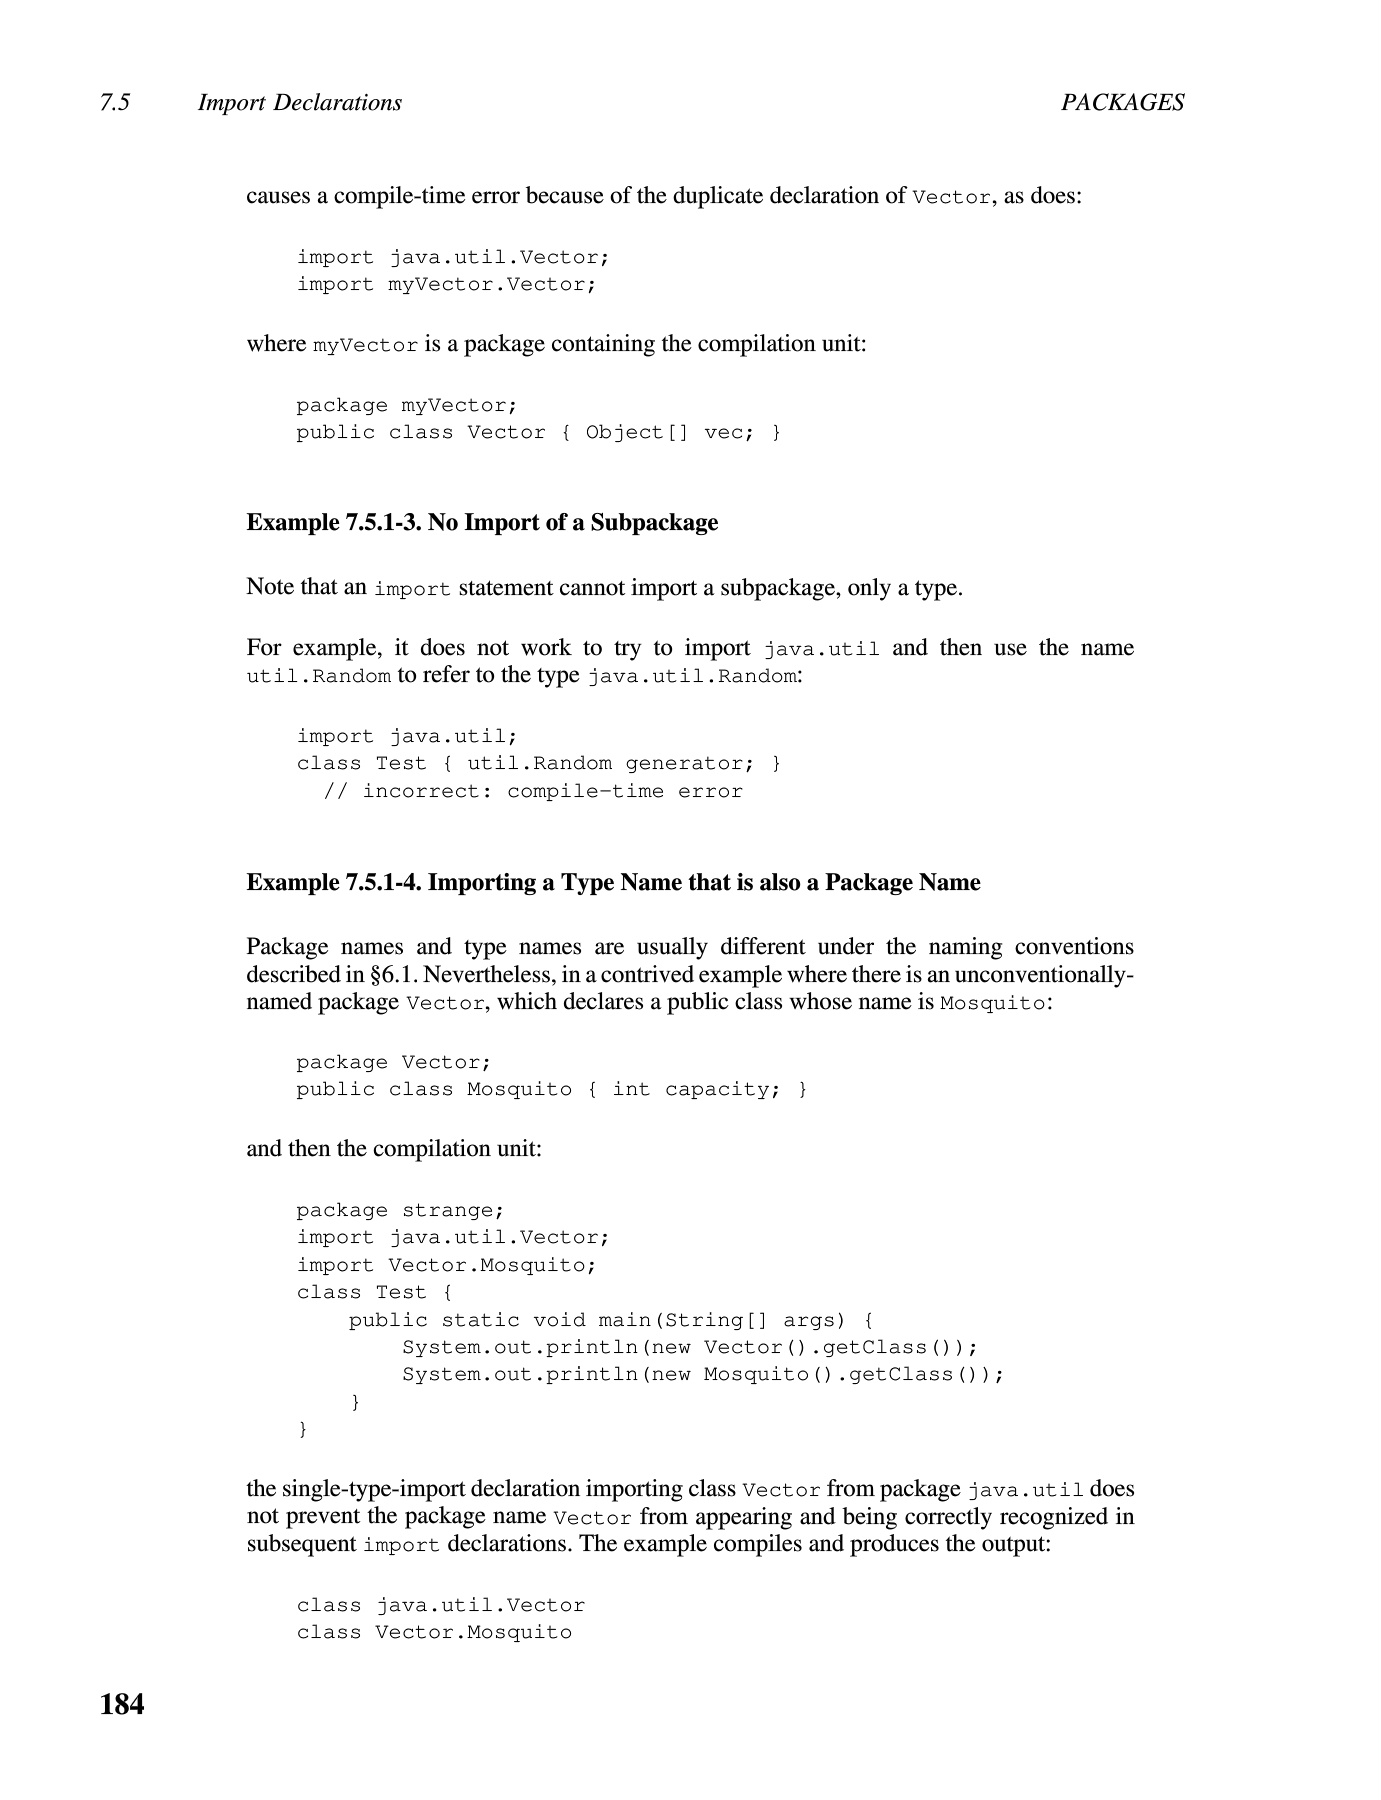 7.5 Import Declarations PACKAGES
causes a compile-time error because of the duplicate declaration of Vector, as does:
import java.util.Vector;
import myVector.Vector;
where myVector is a package containing the compilation unit:
package myVector;
public class Vector { Object[] vec; }
Example 7.5.1-3. No Import of a Subpackage
Note that an import statement cannot import a subpackage, only a type.
For example, it does not work to try to import java.util and then use the name
util.Random to refer to the type java.util.Random:
import java.util;
class Test { util.Random generator; }
// incorrect: compile-time error
Example 7.5.1-4. Importing a Type Name that is also a Package Name
Package names and type names are usually different under the naming conventions
described in §6.1. Nevertheless, in a contrived example where there is an unconventionally-
named package Vector, which declares a public class whose name is Mosquito:
package Vector;
public class Mosquito { int capacity; }
and then the compilation unit:
package strange;
import java.util.Vector;
import Vector.Mosquito;
class Test {
public static void main(String[] args) {
System.out.println(new Vector().getClass());
System.out.println(new Mosquito().getClass());
}
}
the single-type-import declaration importing class Vector from package java.util does
not prevent the package name Vector from appearing and being correctly recognized in
subsequent import declarations. The example compiles and produces the output:
class java.util.Vector
class Vector.Mosquito
184